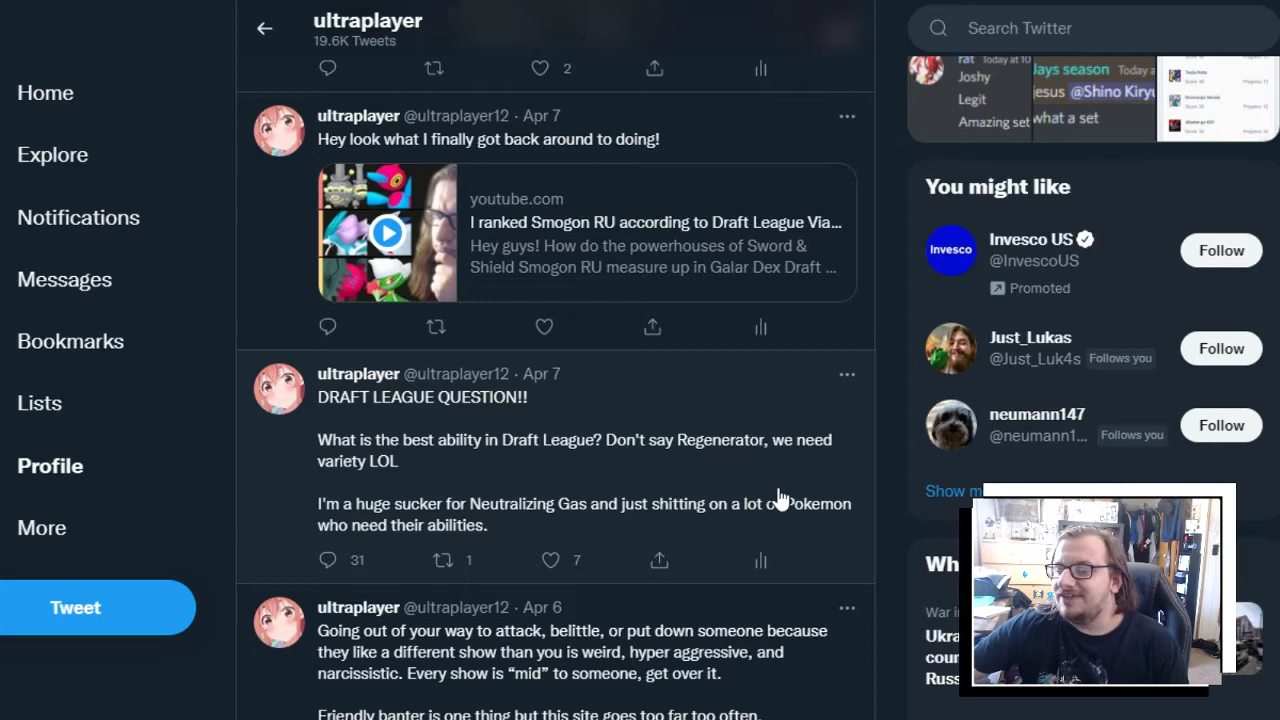 ultraplayer
19.6K Tweets
Home
Explore
Notifications
Messages
Bookmarks
Lists
Profile
More
Tweet
2
ultraplayer @ultraplayer12 · Apr 7
Hey look what I finally got back around to doing!
youtube.com
I ranked Smogon RU according to Draft League Via...
Hey guys! How do the powerhouses of Sword &
Shield Smogon RU measure up in Galar Dex Draft ...
ultraplayer @ultraplayer12 · Apr 7
DRAFT LEAGUE QUESTION!!
What is the best ability in Draft League? Don't say Regenerator, we need
variety LOL
I'm a huge sucker for Neutralizing Gas and just shitting on a lot o Pokemon
who need their abilities.
31 1 7
ultraplayer @ultraplayer12 · Apr 6
Going out of your way to attack, belittle, or put down someone because
they like a different show than you is weird, hyper aggressive, and
narcissistic. Every show is “mid” to someone, get over it.
Friendly banter is one thing but this site goes too far too often.
Search Twitter
rat Today at 10
Joshy
Legit
Amazing set
Jays season Today a
jesus @Shino Kiryu
what a set
You might like
Invesco US
@InvescoUS
Promoted
Follow
Invesco
Just_Lukas
@Just_Luk4s Follows you
Follow
neumann147
@neumann1... Follows you
Follow
Show m
Wh
War in
Ukra
coun
Russ